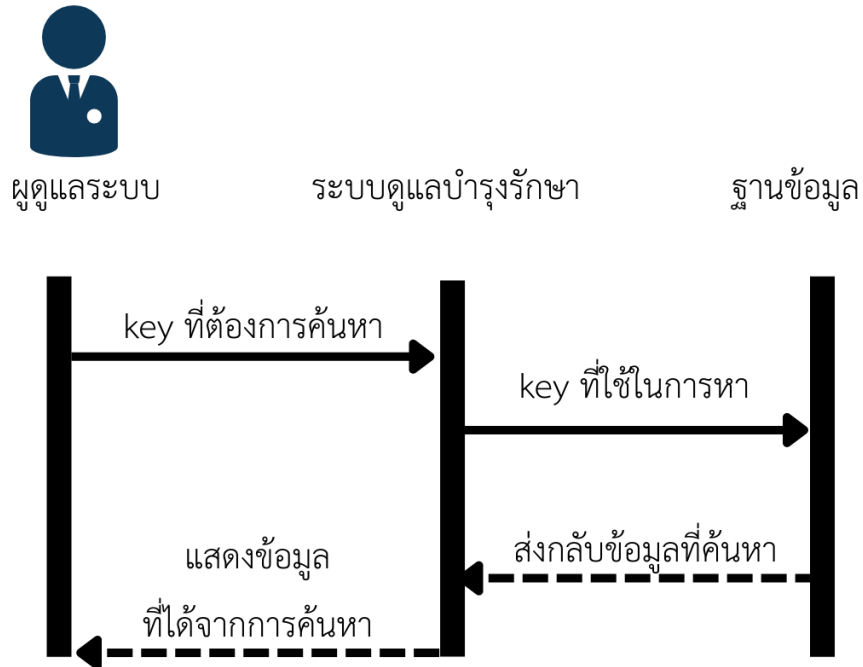 ผูดูแลระบบ
ระบบดูแลบำรุงรักษา
ฐานข้อมูล
key ที่ต้องการค้นหา
key ที่ใช้ในการหา
ส่งกลับข้อมูลที่ค้นหา
แสดงข้อมูล
ที่ได้จากการค้นหา